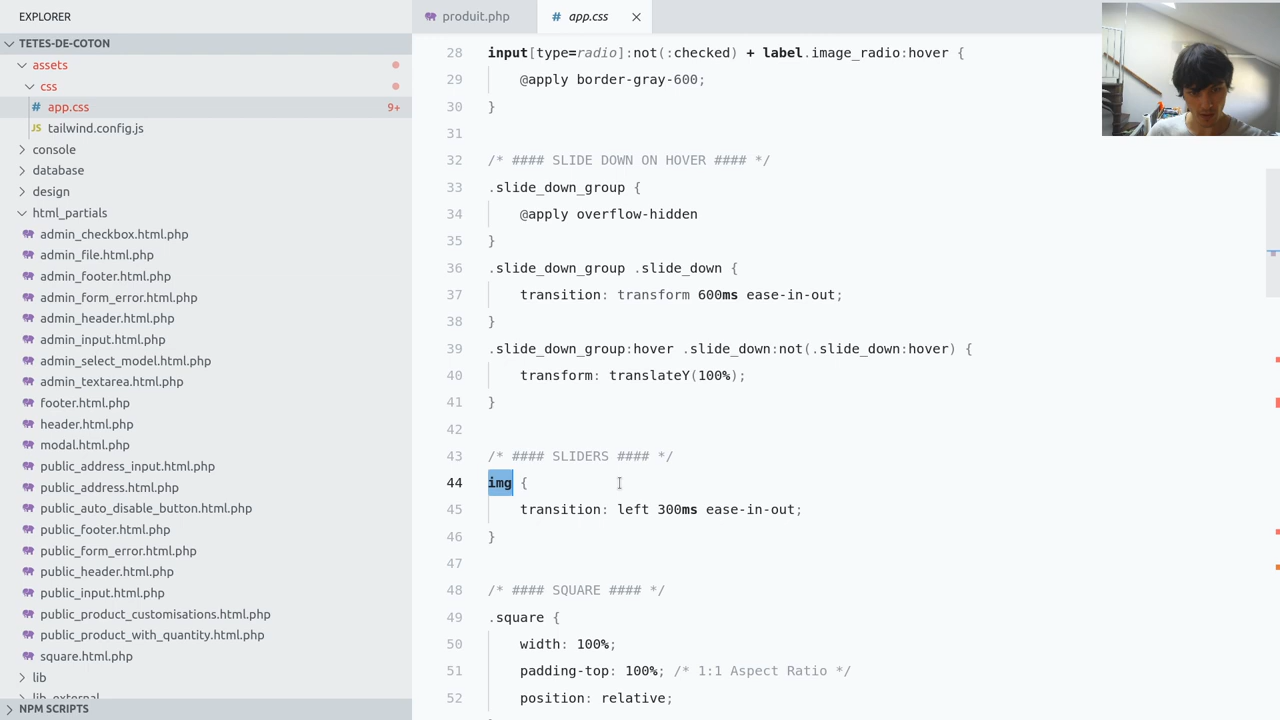 EXPLORER
TETES-DE-COTON
assets
css
# app.css 9+
JS tailwind.config.js
console
database
design
html_partials
admin_checkbox.html.php
admin_file.html.php
admin_footer.html.php
admin_form_error.html.php
admin_header.html.php
admin_input.html.php
admin_select_model.html.php
admin_textarea.html.php
footer.html.php
header.html.php
modal.html.php
public_address_input.html.php
public_address.html.php
public_auto_disable_button.html.php
public_footer.html.php
public_form_error.html.php
public_header.html.php
public_input.html.php
public_product_customisations.html.php
public_product_with_quantity.html.php
square.html.php
lib
lib_external
NPM SCRIPTS
produit.php
# app.css
28 input[type=radio]:not(:checked) + label.image_radio:hover {
29 @apply border-gray-600;
30 }
31
32 /* #### SLIDE DOWN ON HOVER #### */
33 .slide_down_group {
34 @apply overflow-hidden
35 }
36 .slide_down_group .slide_down {
37 transition: transform 600ms ease-in-out;
38 }
39 .slide_down_group:hover .slide_down:not(.slide_down:hover) {
40 transform: translateY(100%);
41 }
42
43 /* #### SLIDERS #### */
44 img {
45 transition: left 300ms ease-in-out;
46 }
47
48 /* #### SQUARE #### */
49 .square {
50 width: 100%;
51 padding-top: 100%; /* 1:1 Aspect Ratio */
52 position: relative;